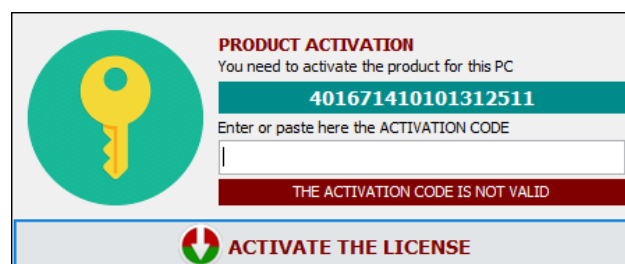 PRODUCT ACTIVATION
You need to activate the product for this PC
401671410101312511
Enter or paste here the ACTIVATION CODE
THE ACTIVATION CODE IS NOT VALID
ACTIVATE THE LICENSE